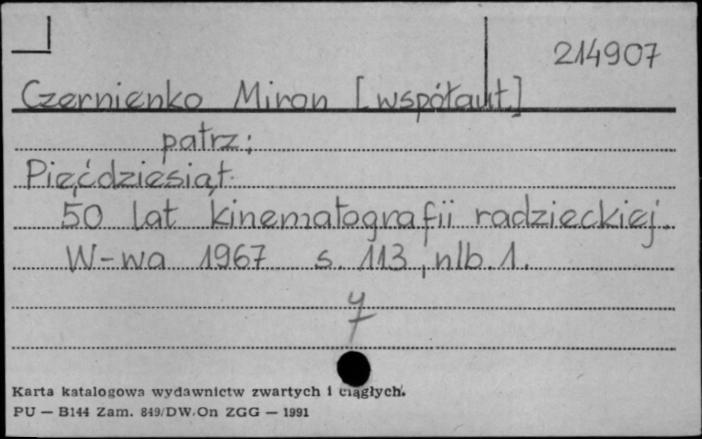 214907
Czernienko Miron [współaut.]
patrz:
Pięćdziesiąt.
50 lat kinematografii radzieckiej.
W-wa 1967 s. 113, nlb. 1.
Karta katalogowa wydawnictw zwartych i ciągłych.
PU — B144 Zam. 849/DW.On ZGG — 1991